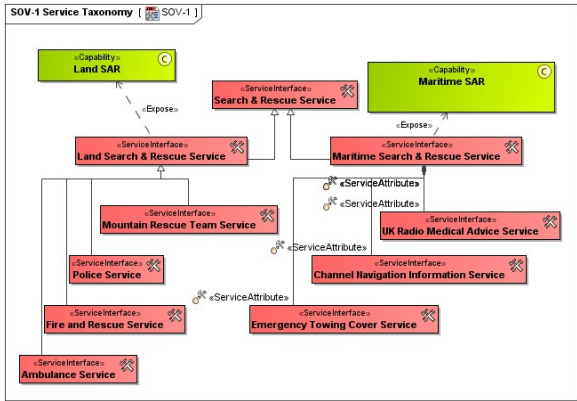 SOV-1 Service Taxonomy [ SOV-1 ]
«Capability»
Land SAR
C
«ServiceInterface»
Search & Rescue Service
«Capability»
Maritime SAR
C
«Expose»
«Expose»
«ServiceInterface»
Land Search & Rescue Service
«ServiceInterface»
Maritime Search & Rescue Service
«ServiceAttribute»
«ServiceAttribute»
«ServiceInterface»
Mountain Rescue Team Service
«ServiceInterface»
UK Radio Medical Advice Service
«ServiceAttribute»
«ServiceInterface»
Police Service
«ServiceInterface»
Channel Navigation Information Service
«ServiceAttribute»
«ServiceInterface»
Fire and Rescue Service
«ServiceInterface»
Emergency Towing Cover Service
«ServiceInterface»
Ambulance Service